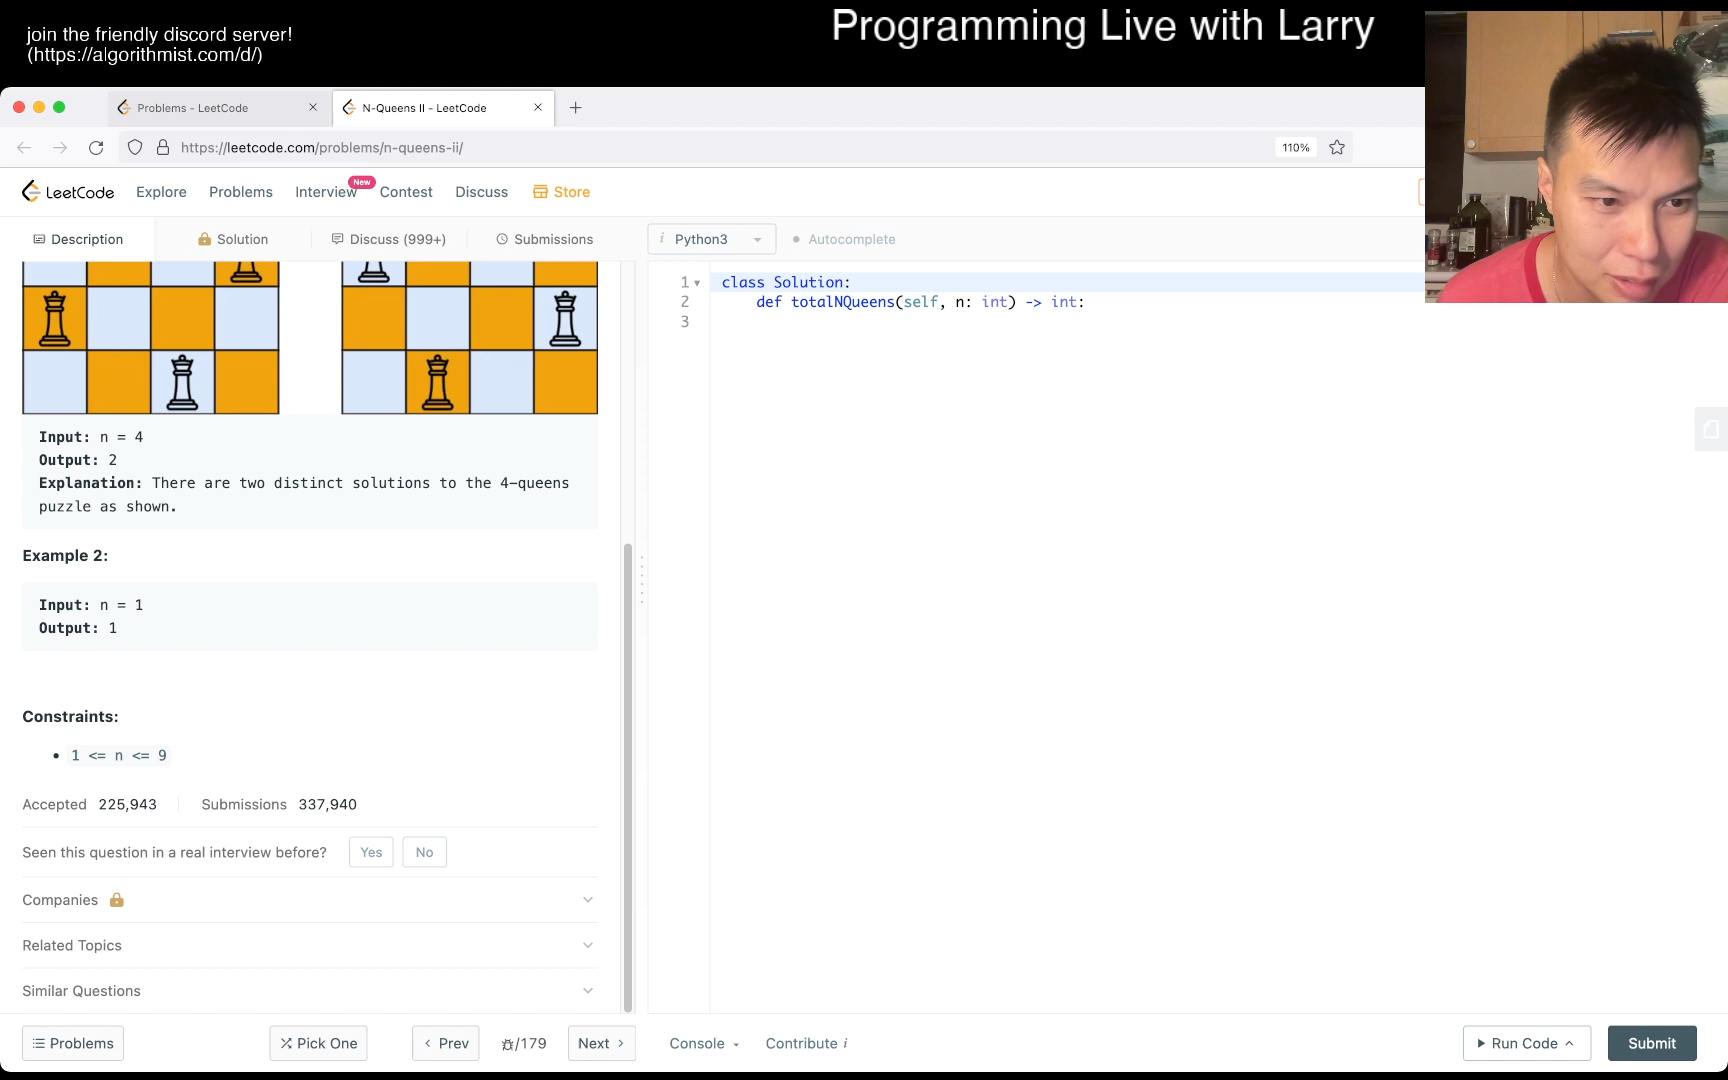 join the friendly discord server!
(https://algorithmist.com/d/)
Programming Live with Larry
Problems - LeetCode
N-Queens II - LeetCode
https://leetcode.com/problems/n-queens-ii/
110%
LeetCode
Explore
Problems
Interview
New
Contest
Discuss
Store
Description
Solution
Discuss (999+)
Submissions
i Python3
Autocomplete
1
class Solution:
2
def totalNQueens(self, n: int) -> int:
3
Input: n = 4
Output: 2
Explanation: There are two distinct solutions to the 4-queens
puzzle as shown.
Example 2:
Input: n = 1
Output: 1
Constraints:
• 1 <= n <= 9
Accepted 225,943
Submissions 337,940
Seen this question in a real interview before?
Yes
No
Companies
Related Topics
Similar Questions
Problems
Pick One
Prev
/179
Next
Console
Contribute i
Run Code
Submit